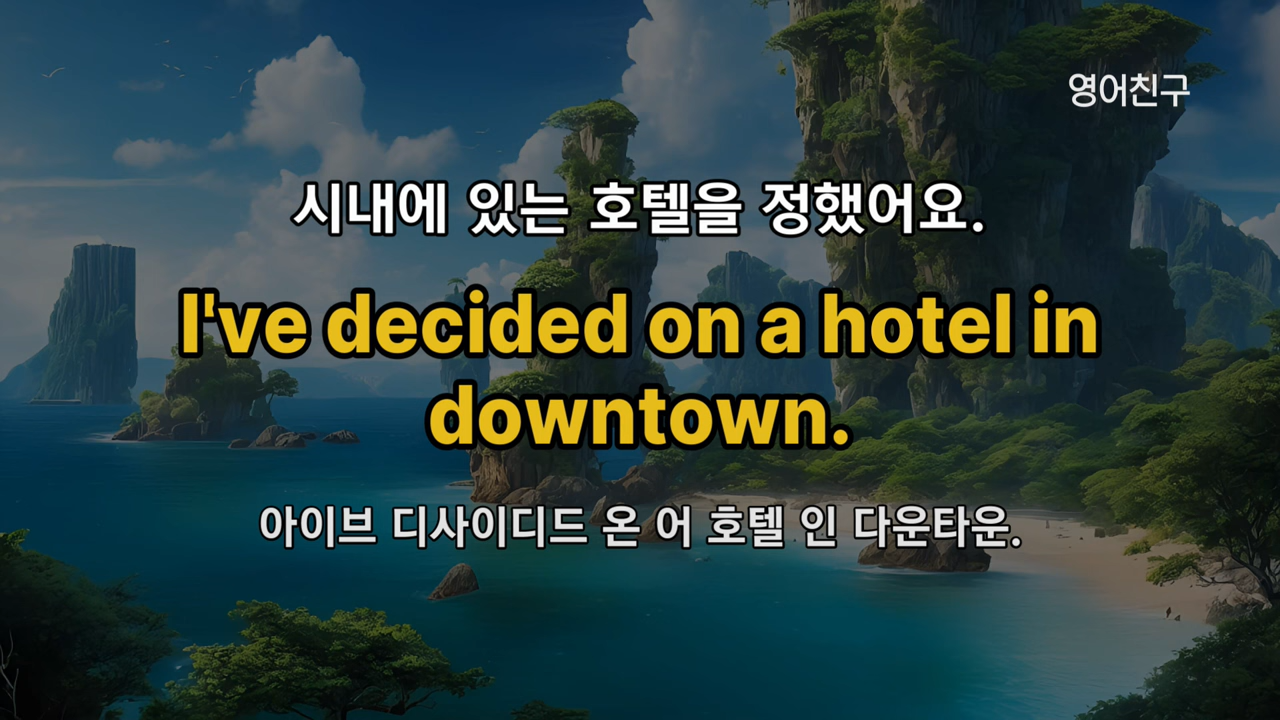 영어친구
시내에 있는 호텔을 정했어요.
I've decided on a hotel in
downtown.
아이브 디사이디드 온 어 호텔 인 다운타운.